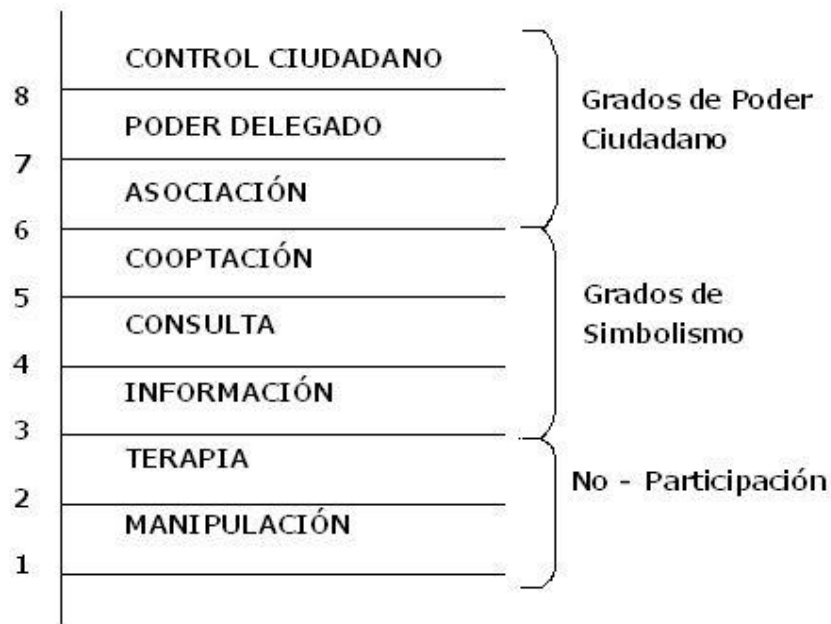 CONTROL CIUDADANO
8
Grados de Poder
Ciudadano
PODER DELEGADO
7
ASOCIACIÓN
6
COOPTACIÓN
5
Grados de
Simbolismo
CONSULTA
4
INFORMACIÓN
3
TERAPIA
No - Participación
2
MANIPULACIÓN
1